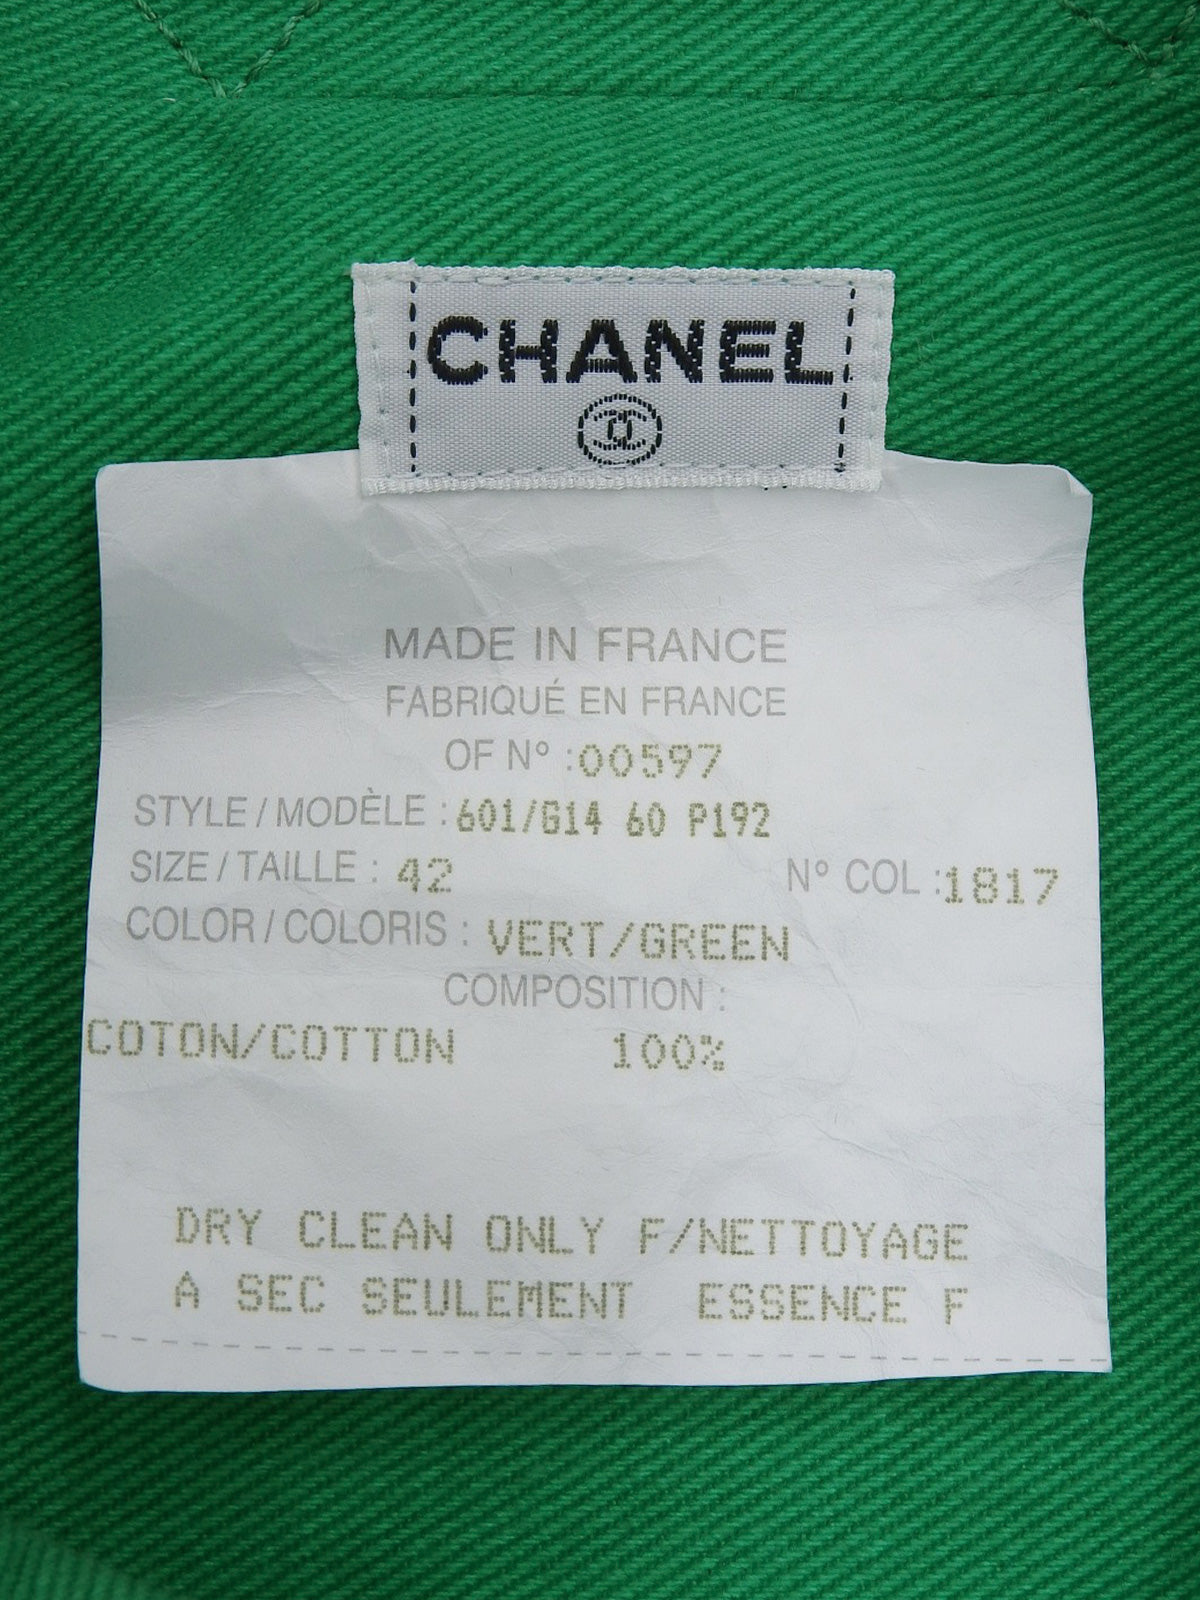 CHANEL
MADE IN FRANCE
FABRIQUÉ EN FRANCE
OF N° :00597
STYLE/MODÈLE : 601/G14 60 P192
SIZE/TAILLE : 42 N° COL :1817
COLOR/COLORIS : VERT/GREEN
COMPOSITION :
COTON/COTTON 100%
DRY CLEAN ONLY F/NETTOYAGE
A SEC SEULEMENT ESSENCE F